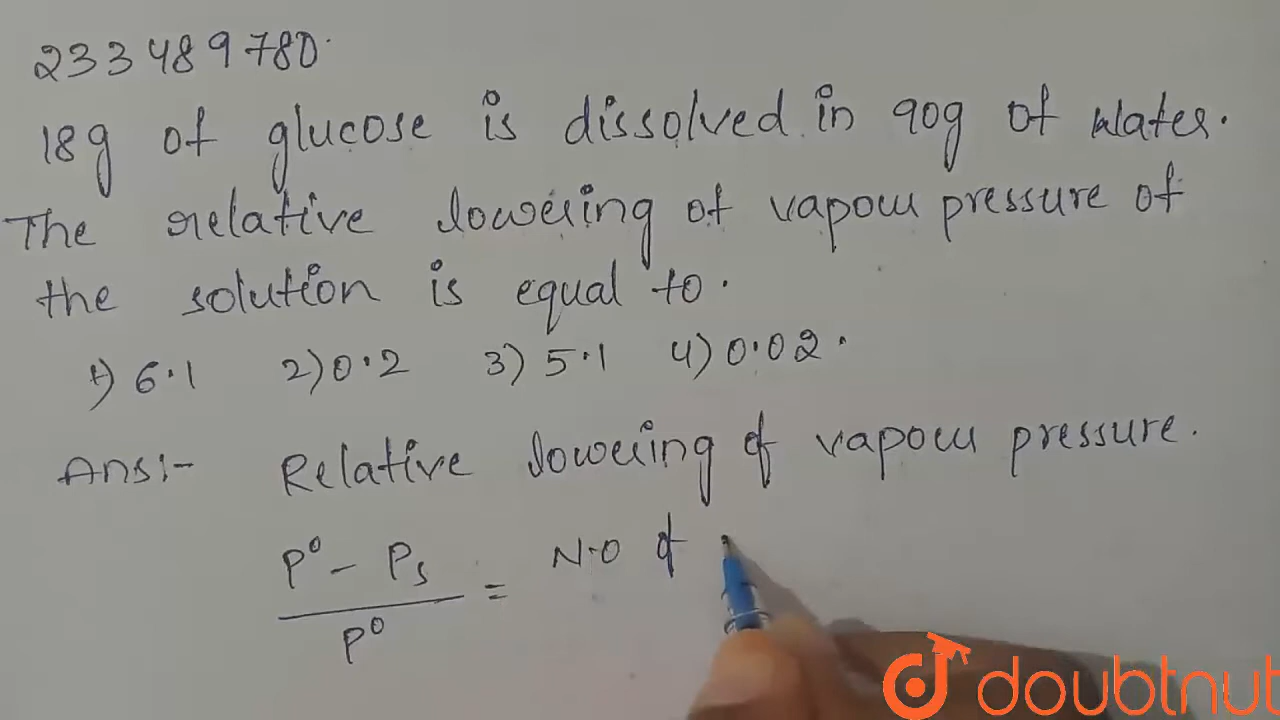 233489780.
18g of glucose is dissolved in 90g of water.
The relative lowering of vapour pressure of
the solution is equal to.
1) 6.1 2) 0.2 3) 5.1 4) 0.02.
Ans:- Relative lowering of vapour pressure.
P⁰ - Pₛ
= N.O of
P⁰
doubtnut